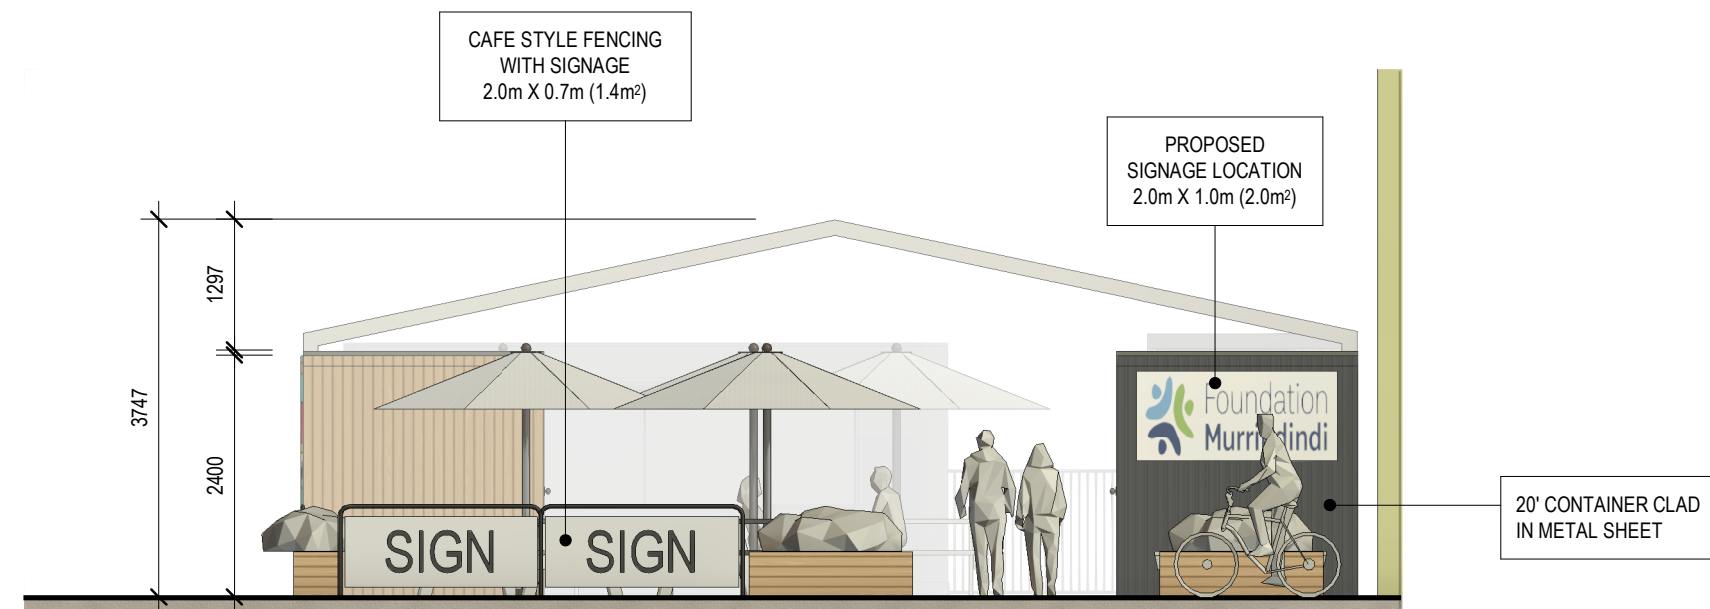 CAFE STYLE FENCING
WITH SIGNAGE
2.0m X 0.7m (1.4m²)
PROPOSED
SIGNAGE LOCATION
2.0m X 1.0m (2.0m²)
1297
3747
2400
Foundation
Murrindindi
SIGN SIGN
20' CONTAINER CLAD
IN METAL SHEET